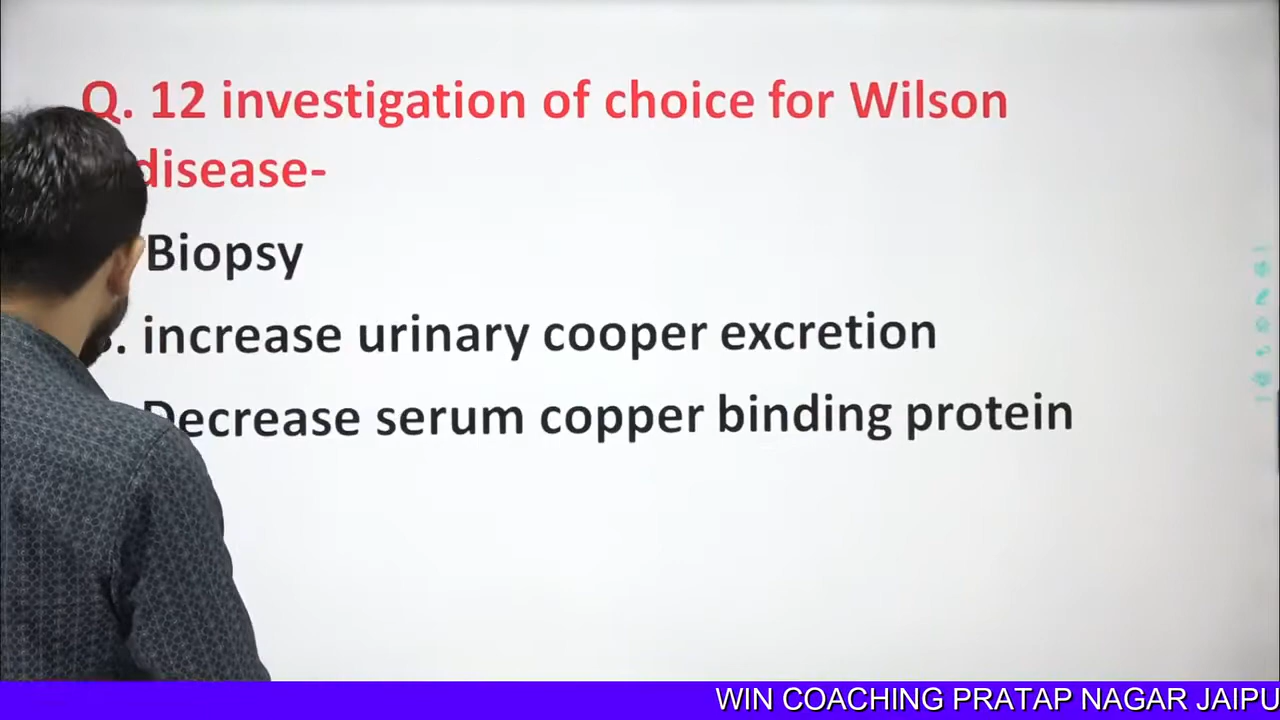 Q. 12 investigation of choice for Wilson
disease-
Biopsy
. increase urinary cooper excretion
Decrease serum copper binding protein
WIN COACHING PRATAP NAGAR JAIPU